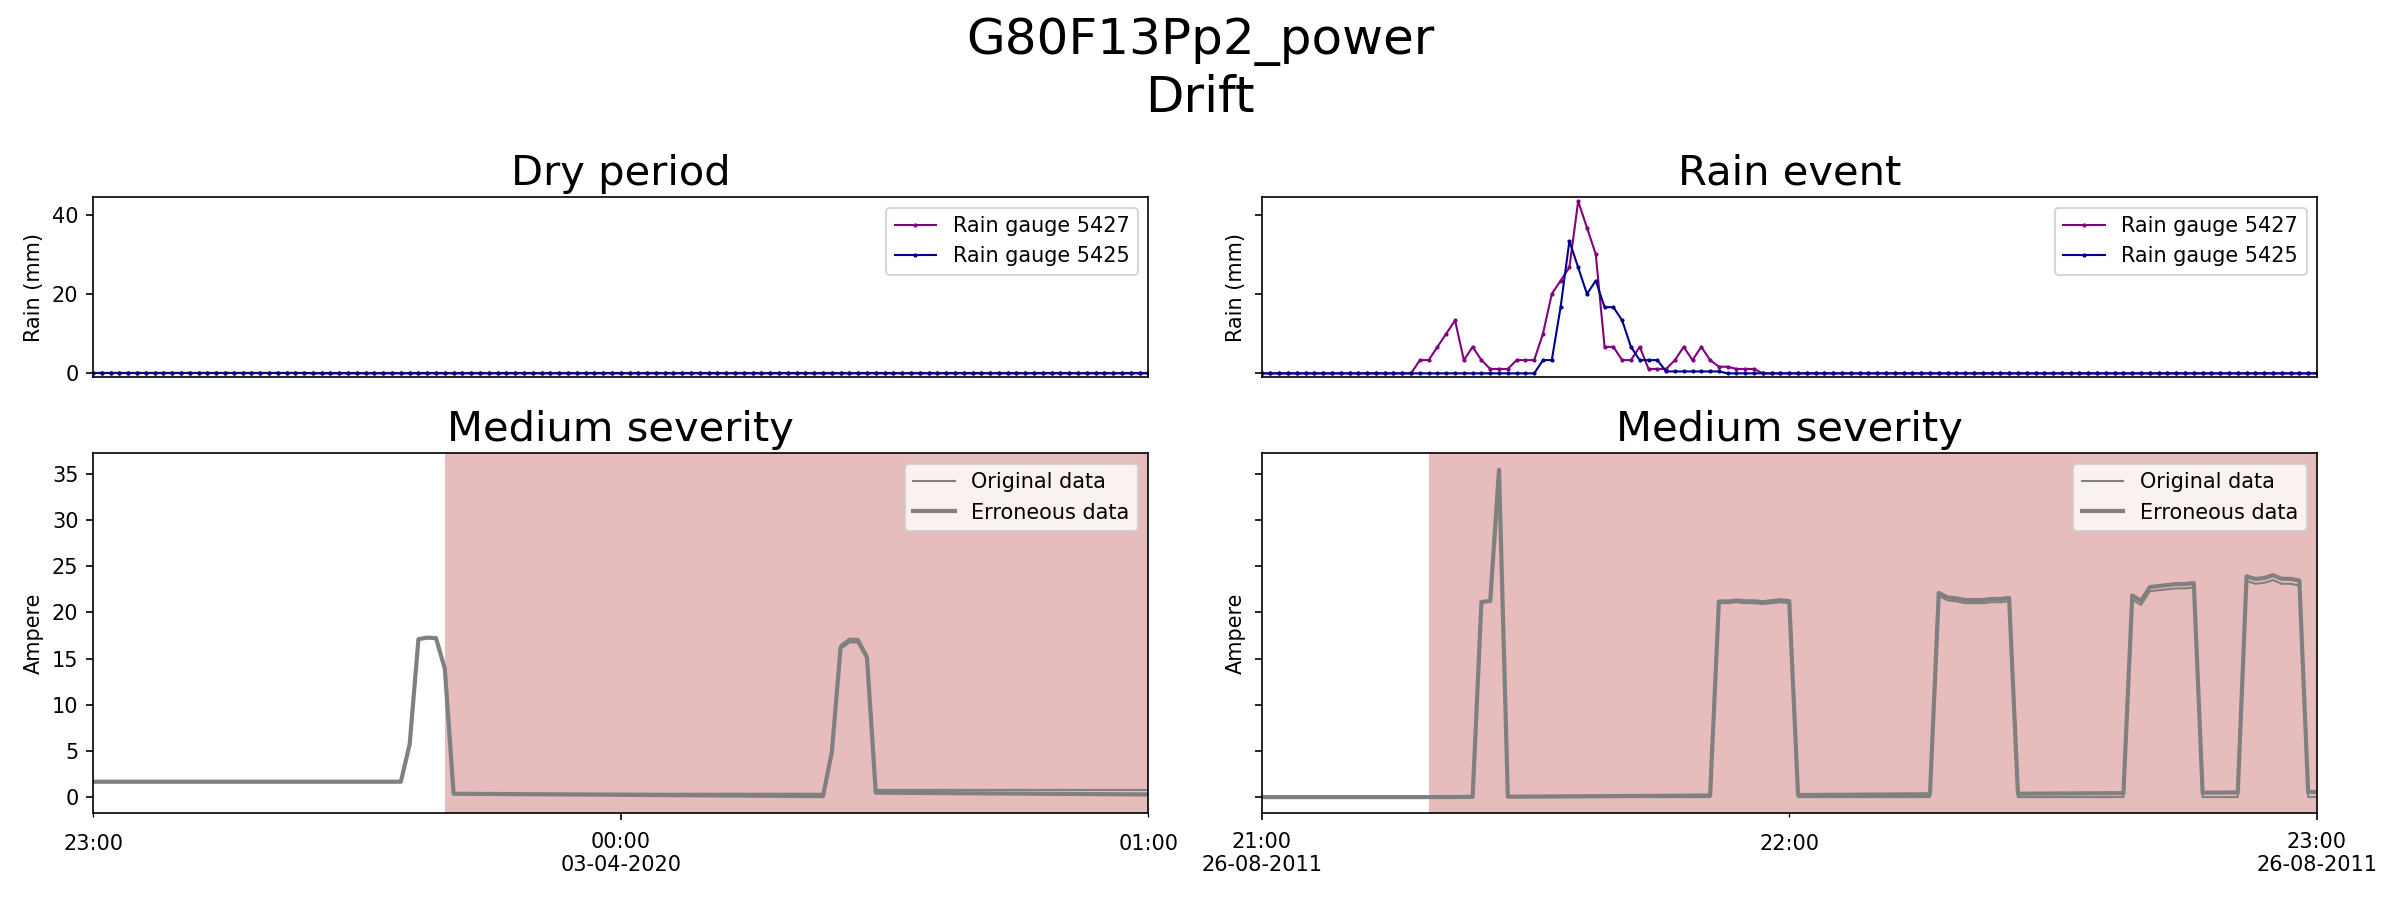 G80F13Pp2_power
Drift
Dry period
Rain event
Rain (mm)
40
20
0
Rain gauge 5427
Rain gauge 5425
Rain (mm)
Rain gauge 5427
Rain gauge 5425
Medium severity
Medium severity
Ampere
35
30
25
20
15
10
5
0
Original data
Erroneous data
Ampere
Original data
Erroneous data
23:00
00:00
03-04-2020
01:00
21:00
26-08-2011
22:00
23:00
26-08-2011